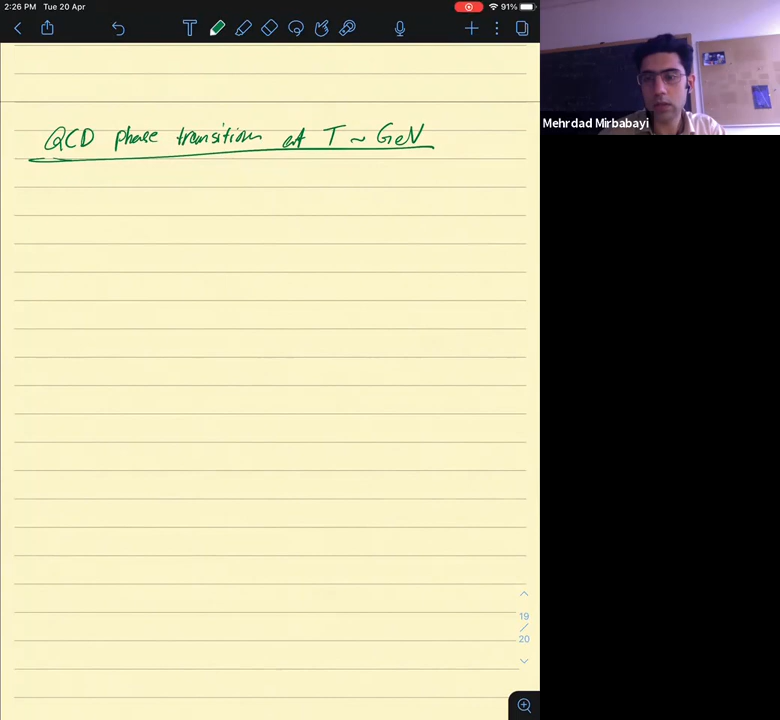 2:26 PM Tue 20 Apr
91%
QCD phase transition at T ~ GeV
19
/
20
Mehrdad Mirbabayi